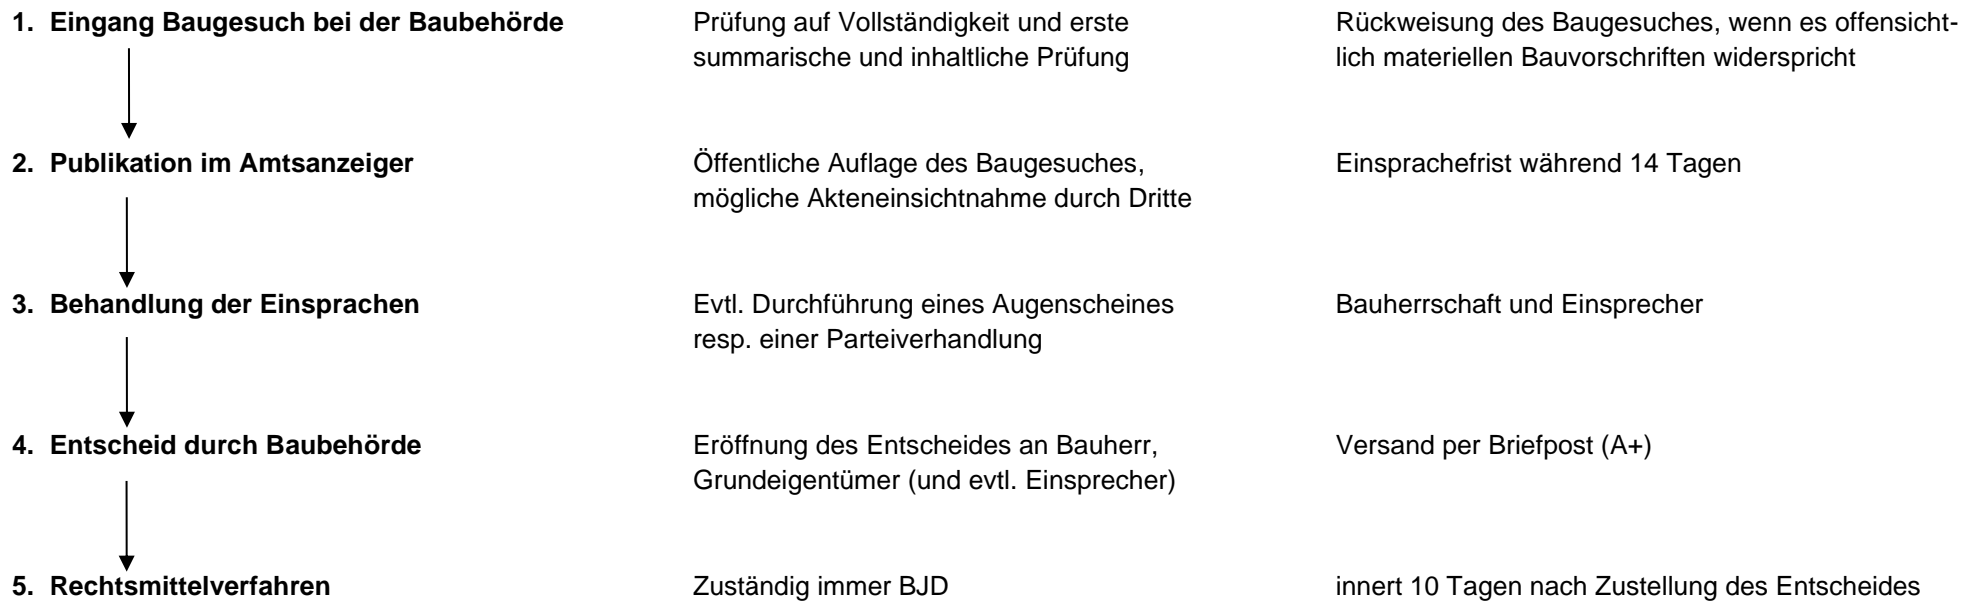 1. Eingang Baugesuch bei der Baubehörde
Prüfung auf Vollständigkeit und erste
summarische und inhaltliche Prüfung
Rückweisung des Baugesuches, wenn es offensicht-
lich materiellen Bauvorschriften widerspricht
2. Publikation im Amtsanzeiger
Öffentliche Auflage des Baugesuches,
mögliche Akteneinsichtnahme durch Dritte
Einsprachefrist während 14 Tagen
3. Behandlung der Einsprachen
Evtl. Durchführung eines Augenscheines
resp. einer Parteiverhandlung
Bauherrschaft und Einsprecher
4. Entscheid durch Baubehörde
Eröffnung des Entscheides an Bauherr,
Grundeigentümer (und evtl. Einsprecher)
Versand per Briefpost (A+)
5. Rechtsmittelverfahren
Zuständig immer BJD
innert 10 Tagen nach Zustellung des Entscheides